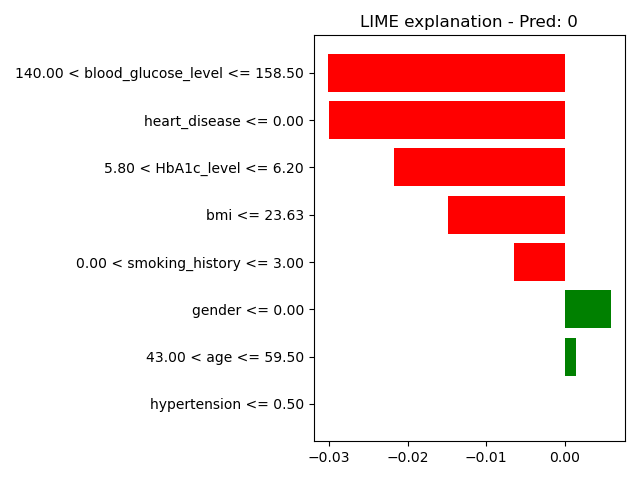 LIME explanation - Pred: 0
140.00 < blood_glucose_level <= 158.50
heart_disease <= 0.00
5.80 < HbA1c_level <= 6.20
bmi <= 23.63
0.00 < smoking_history <= 3.00
gender <= 0.00
43.00 < age <= 59.50
hypertension <= 0.50
−0.03 −0.02 −0.01 0.00